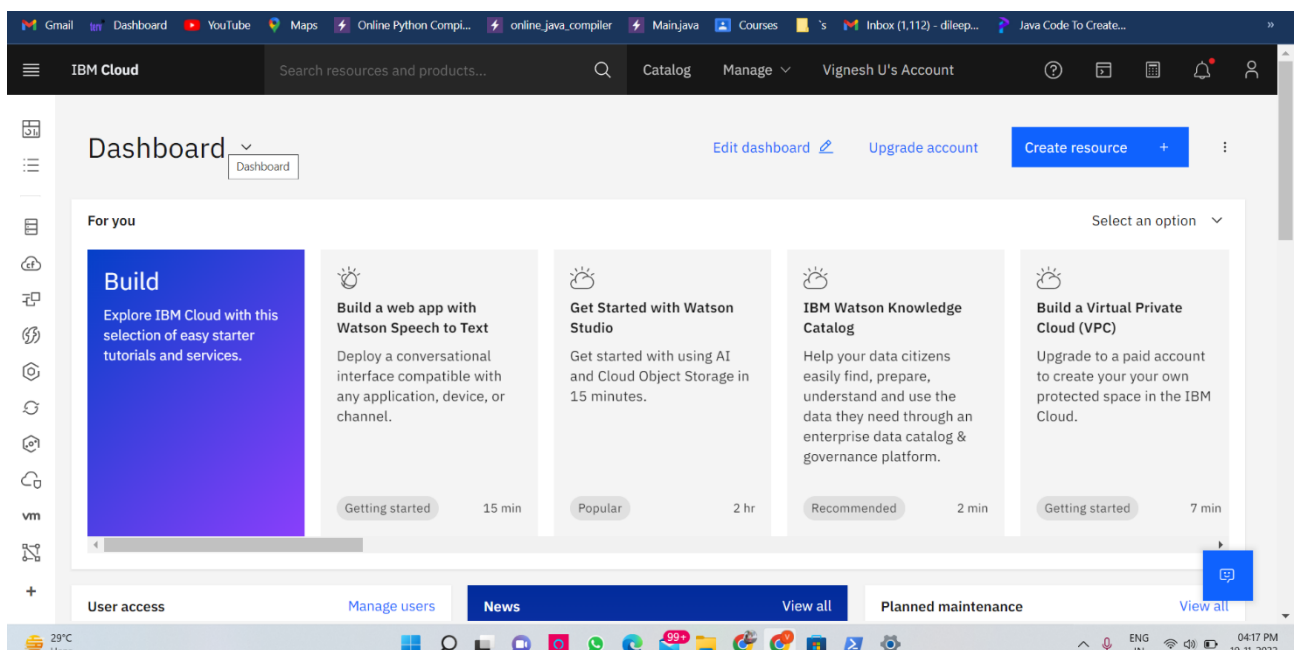 Gmail Dashboard YouTube Maps Online Python Compi... online_java_compiler Main.java Courses 's Inbox (1,112) - dileep... Java Code To Create... »
IBM Cloud Search resources and products... Catalog Manage Vignesh U's Account
Dashboard Edit dashboard Upgrade account Create resource +
Dashboard
For you Select an option
Build
Explore IBM Cloud with this
selection of easy starter
tutorials and services.
Build a web app with
Watson Speech to Text
Deploy a conversational
interface compatible with
any application, device, or
channel.
Getting started 15 min
Get Started with Watson
Studio
Get started with using AI
and Cloud Object Storage in
15 minutes.
Popular 2 hr
IBM Watson Knowledge
Catalog
Help your data citizens
easily find, prepare,
understand and use the
data they need through an
enterprise data catalog &
governance platform.
Recommended 2 min
Build a Virtual Private
Cloud (VPC)
Upgrade to a paid account
to create your your own
protected space in the IBM
Cloud.
Getting started 7 min
cf
vm
User access Manage users News View all Planned maintenance View all
29°C 99+ ENG 04:17 PM